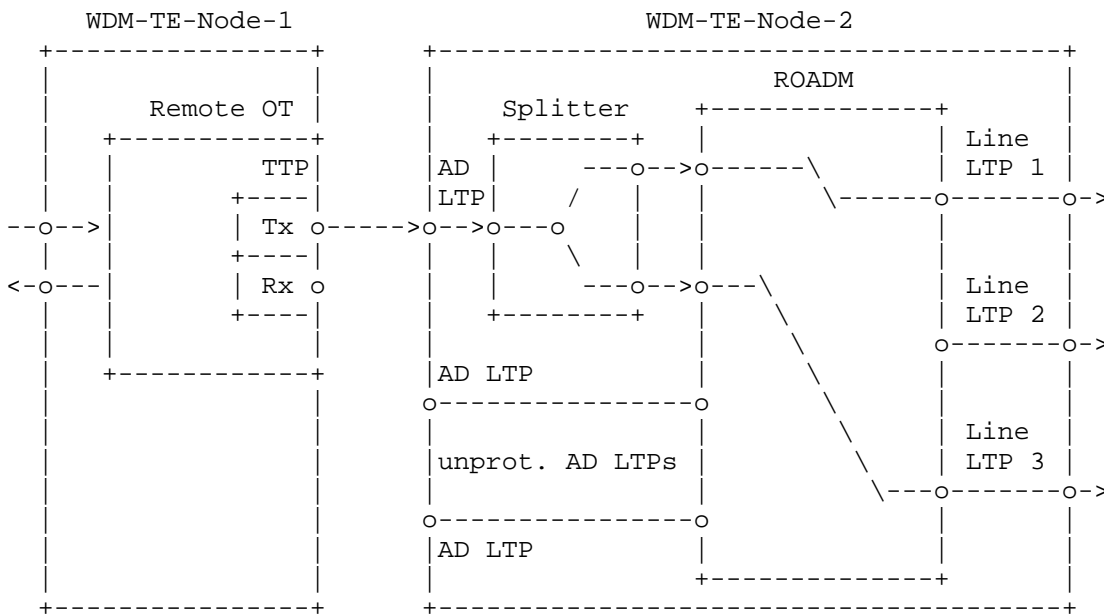 WDM-TE-Node-1 WDM-TE-Node-2
ROADM
Remote OT Splitter
Line
TTP AD LTP 1
LTP
Tx
Rx Line
LTP 2
AD LTP
Line
unprot. AD LTPs LTP 3
AD LTP